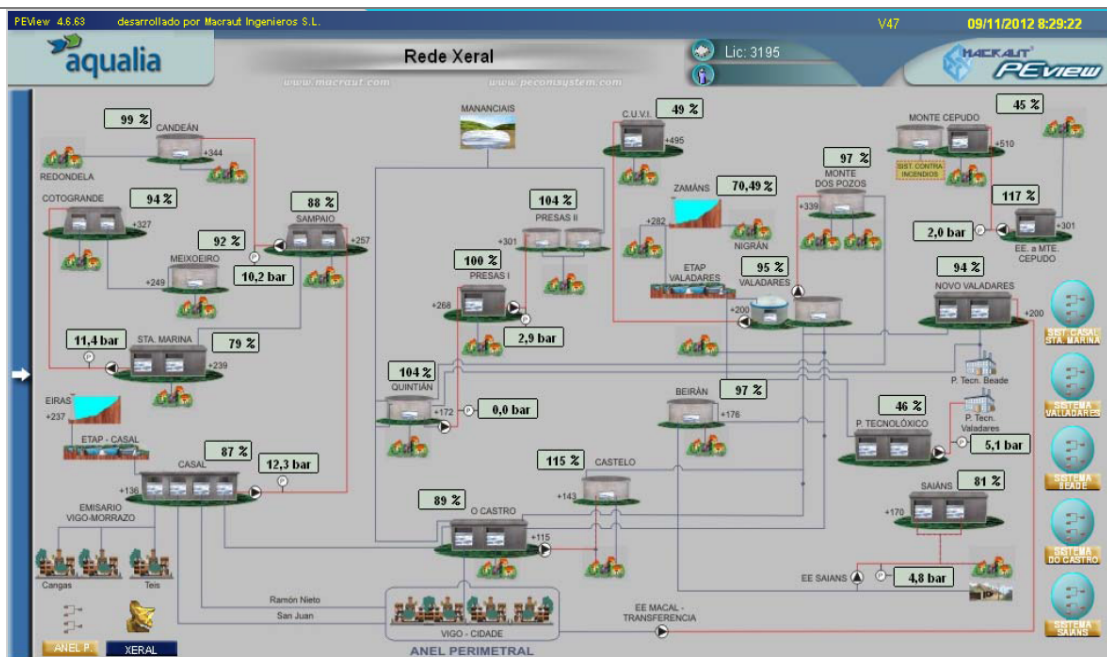 PEView 4.6.63 desarrollado por Macraut Ingenieros S.L. V47 09/11/2012 8:29:22
aqualia
Rede Xeral
Lic: 3195
MACRAUT
PEVIEW
www.macraut.com www.pecomsystem.com
99 %
CANDEÁN
+344
REDONDELA
COTOGRANDE
94 %
+327
88 %
SAMPAIO
+257
92 %
MEIXOEIRO
+249
10,2 bar
11,4 bar
STA. MARINA
79 %
+239
EIRAS
+237
ETAP - CASAL
87 %
CASAL
12,3 bar
+136
EMISARIO
VIGO-MORRAZO
Cangas
Teis
ANEL P.
XERAL
MANANCIAIS
104 %
PRESAS II
+301
100 %
PRESAS I
+268
2,9 bar
104 %
QUINTIÁN
+172
0,0 bar
115 %
CASTELO
+143
89 %
O CASTRO
+115
Ramón Nieto
San Juan
VIGO - CIDADE
ANEL PERIMETRAL
EE MACAL -
TRANSFERENCIA
C.U.V.I.
49 %
+495
ZAMÁNS
70,49 %
+282
NIGRÁN
ETAP
VALADARES
95 %
VALADARES
+200
97 %
MONTE
DOS POZOS
+339
BEIRÁN
97 %
+176
45 %
MONTE CEPUDO
+510
SIST. CONTRA
INCENDIOS
117 %
2,0 bar
+301
EE. a MTE.
CEPUDO
94 %
NOVO VALADARES
+200
P. Tecn. Beade
46 %
P. TECNOLÓXICO
P. Tecn.
Valadares
5,1 bar
SAIÁNS
81 %
+170
EE SAIANS
4,8 bar
SIST. CASAL
STA. MARINA
SISTEMA
VALLADARES
SISTEMA
BEADE
SISTEMA
DO CASTRO
SISTEMA
SAIANS